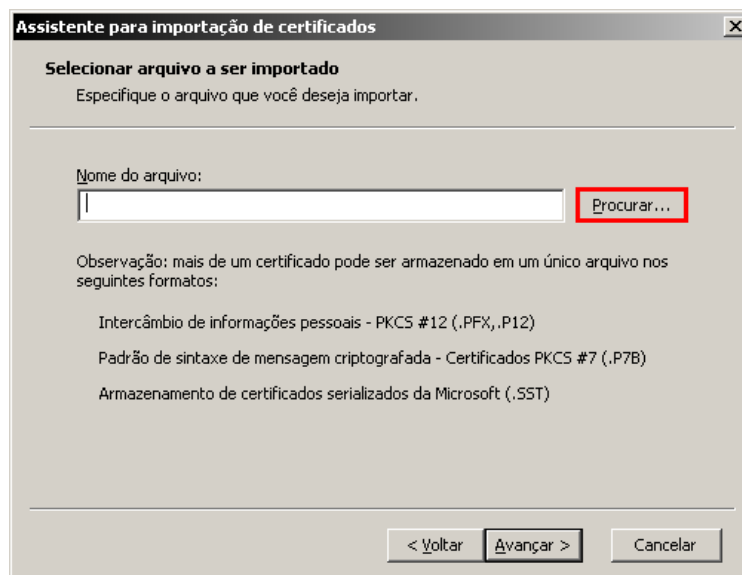 Assistente para importação de certificados
Selecionar arquivo a ser importado
Especifique o arquivo que você deseja importar.
Nome do arquivo:
Procurar...
Observação: mais de um certificado pode ser armazenado em um único arquivo nos
seguintes formatos:
Intercâmbio de informações pessoais - PKCS #12 (.PFX,.P12)
Padrão de sintaxe de mensagem criptografada - Certificados PKCS #7 (.P7B)
Armazenamento de certificados serializados da Microsoft (.SST)
< Voltar Avançar > Cancelar